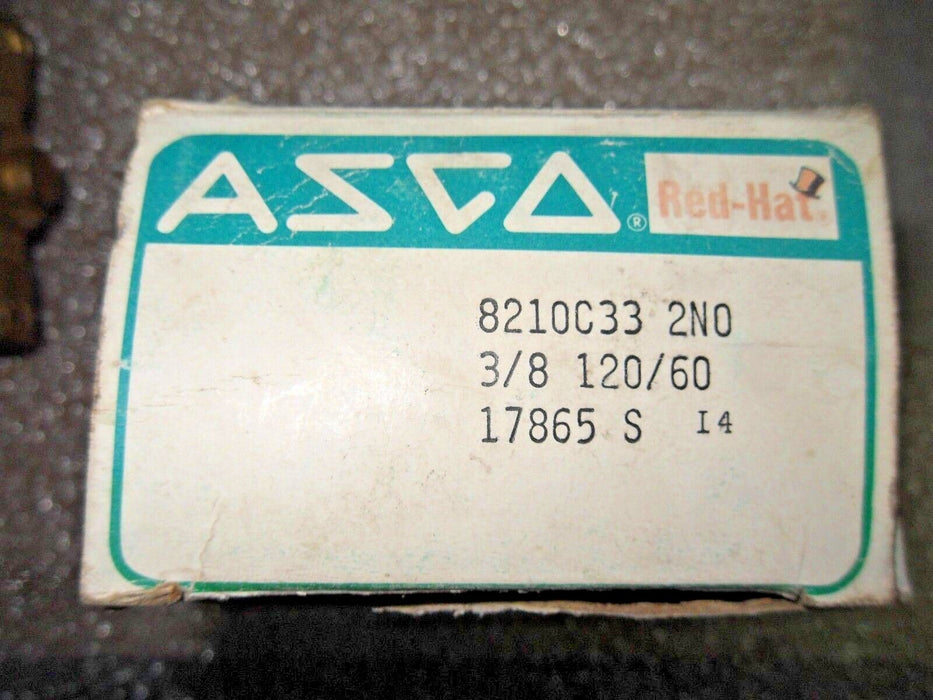 ASCO® Red-Hat®
8210C33 2NO
3/8 120/60
17865 S I4